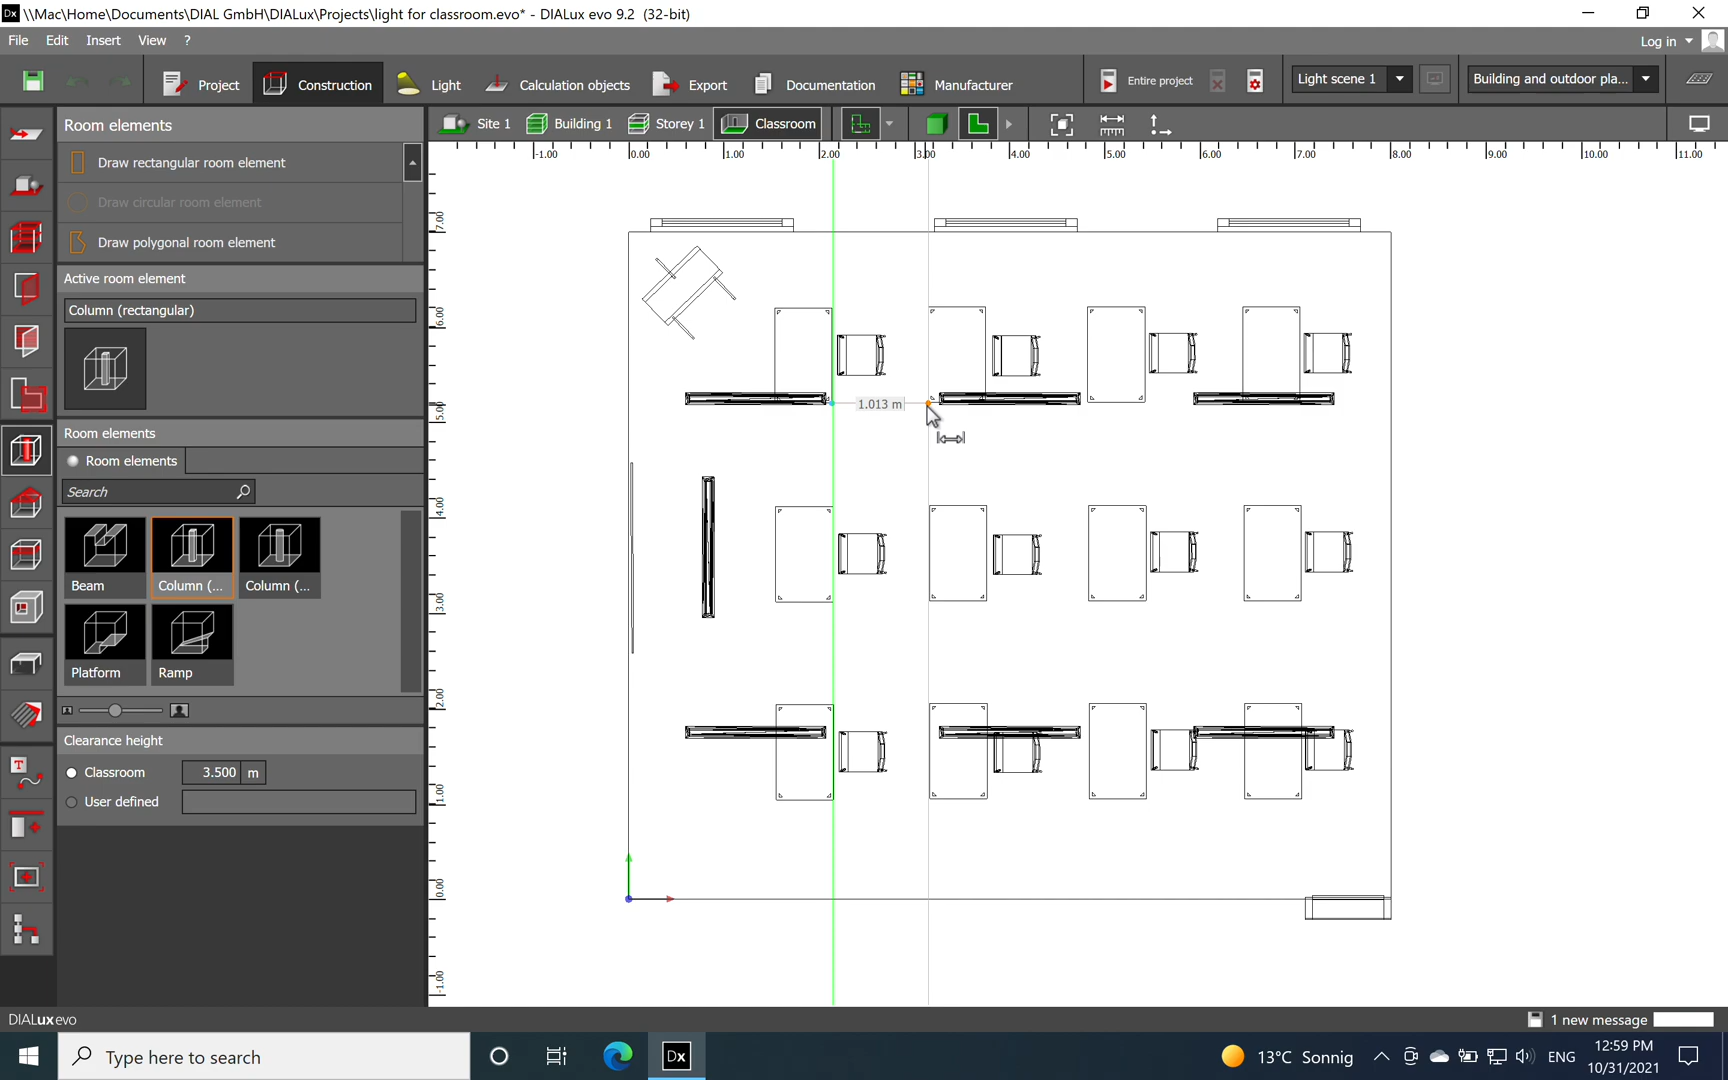 Dx \\Mac\Home\Documents\DIAL GmbH\DIALux\Projects\light for classroom.evo* - DIALux evo 9.2 (32-bit)
File Edit Insert View ? Log in
Project Construction Light Calculation objects Export Documentation Manufacturer Entire project Light scene 1 Building and outdoor pla...
Room elements
Site 1 Building 1 Storey 1 Classroom
-1.00 0.00 1.00 2.00 3.00 4.00 5.00 6.00 7.00 8.00 9.00 10.00 11.00
Draw rectangular room element
Draw circular room element
Draw polygonal room element
Active room element
Column (rectangular)
Room elements
Room elements
Search
Beam Column (... Column (...
Platform Ramp
Clearance height
Classroom 3.500 m
User defined
7.00
6.00
5.00
4.00
3.00
2.00
1.00
0.00
-1.00
1.013 m
DIALux evo
1 new message
Type here to search
Dx
13°C Sonnig
ENG
12:59 PM
10/31/2021